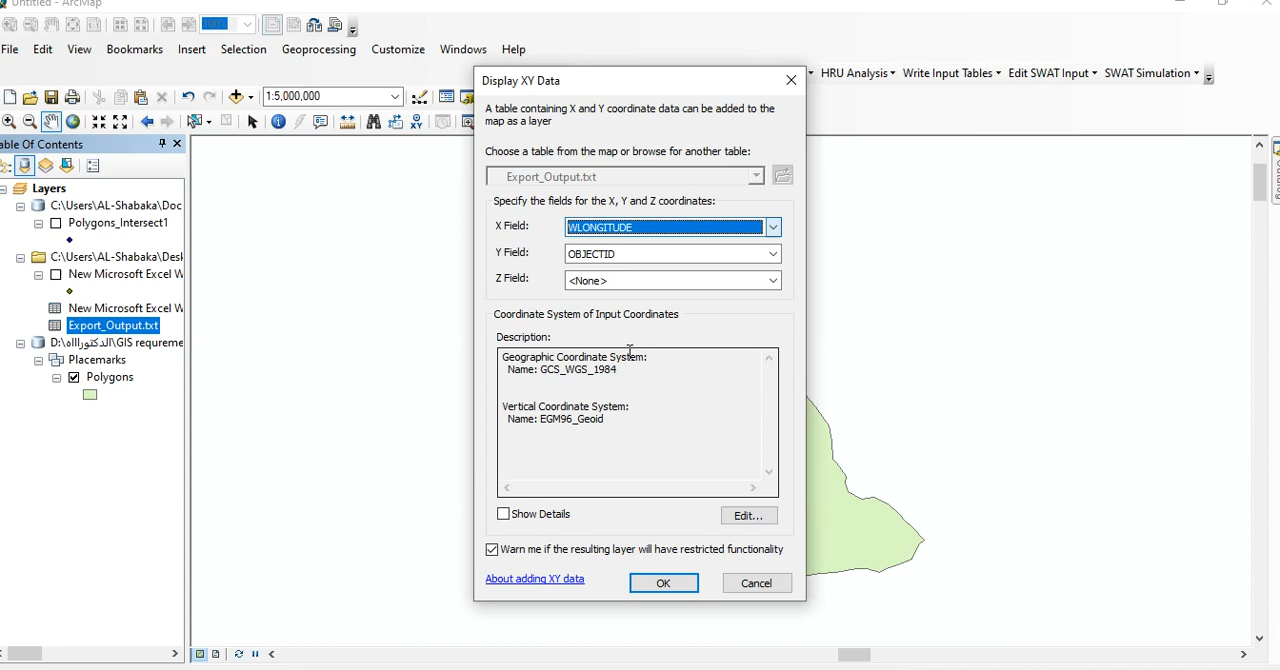 Untitled - ArcMap
File Edit View Bookmarks Insert Selection Geoprocessing Customize Windows Help
HRU Analysis Write Input Tables Edit SWAT Input SWAT Simulation
1:5,000,000
able Of Contents
Layers
C:\Users\AL-Shabaka\Doc
Polygons_Intersect1
C:\Users\AL-Shabaka\Desk
New Microsoft Excel W
New Microsoft Excel W
Export_Output.txt
D:\الدكتورااه\GIS requreme
Placemarks
Polygons
Display XY Data
A table containing X and Y coordinate data can be added to the
map as a layer
Choose a table from the map or browse for another table:
Export_Output.txt
Specify the fields for the X, Y and Z coordinates:
X Field: WLONGITUDE
Y Field: OBJECTID
Z Field: <None>
Coordinate System of Input Coordinates
Description:
Geographic Coordinate System:
Name: GCS_WGS_1984
Vertical Coordinate System:
Name: EGM96_Geoid
Show Details
Edit...
Warn me if the resulting layer will have restricted functionality
About adding XY data
OK
Cancel